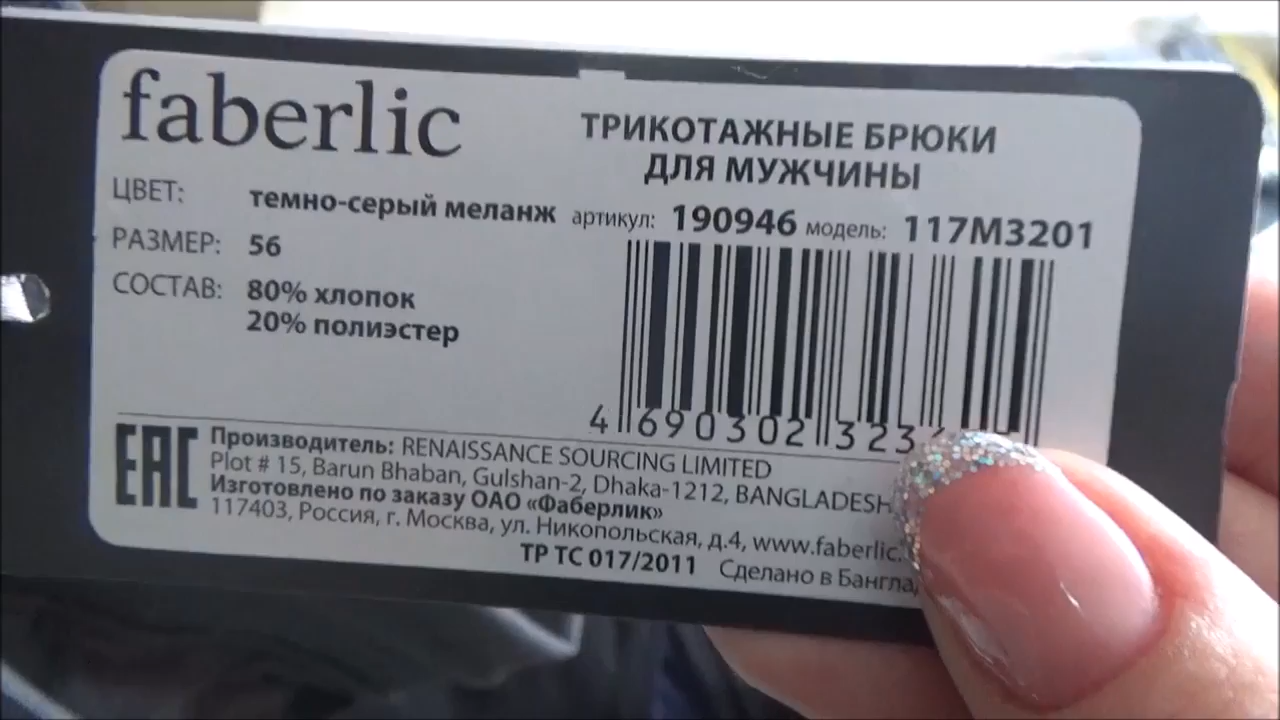 faberlic
ТРИКОТАЖНЫЕ БРЮКИ
ДЛЯ МУЖЧИНЫ
ЦВЕТ: темно-серый меланж
артикул: 190946 модель: 117M3201
РАЗМЕР: 56
СОСТАВ: 80% хлопок
20% полиэстер
4 690302 323
EAC
Производитель: RENAISSANCE SOURCING LIMITED
Plot # 15, Barun Bhaban, Gulshan-2, Dhaka-1212, BANGLADESH
Изготовлено по заказу ОАО «Фаберлик»
117403, Россия, г. Москва, ул. Никопольская, д.4, www.faberlic.
ТР ТС 017/2011 Сделано в Бангла